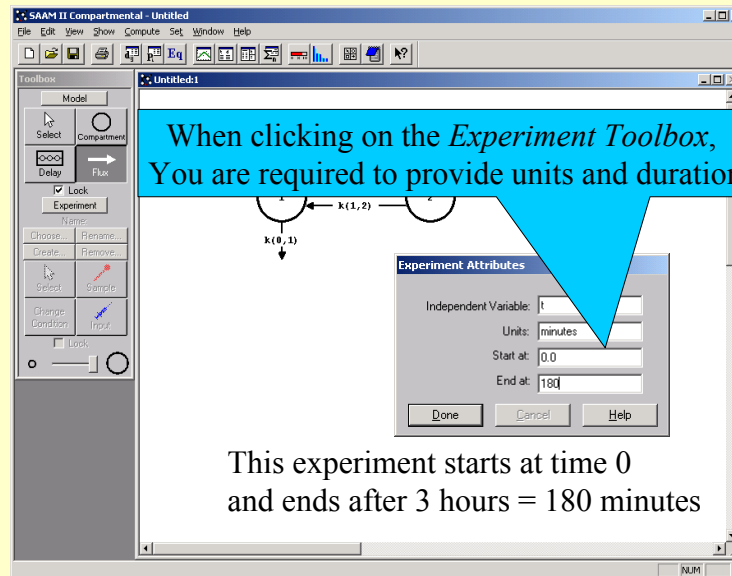 SAAM II Compartmental - Untitled
File Edit View Show Compute Set Window Help
Eq
Toolbox
Untitled:1
Model
Select Compartment
Delay Flux
Lock
Experiment
Name:
Choose... Rename...
Create... Remove...
Select Sample
Change Condition Input
Lock
When clicking on the Experiment Toolbox,
You are required to provide units and duration
1 k(1,2) 2
k(0,1)
Experiment Attributes
Independent Variable: t
Units: minutes
Start at: 0.0
End at: 180
Done Cancel Help
This experiment starts at time 0
and ends after 3 hours = 180 minutes
NUM